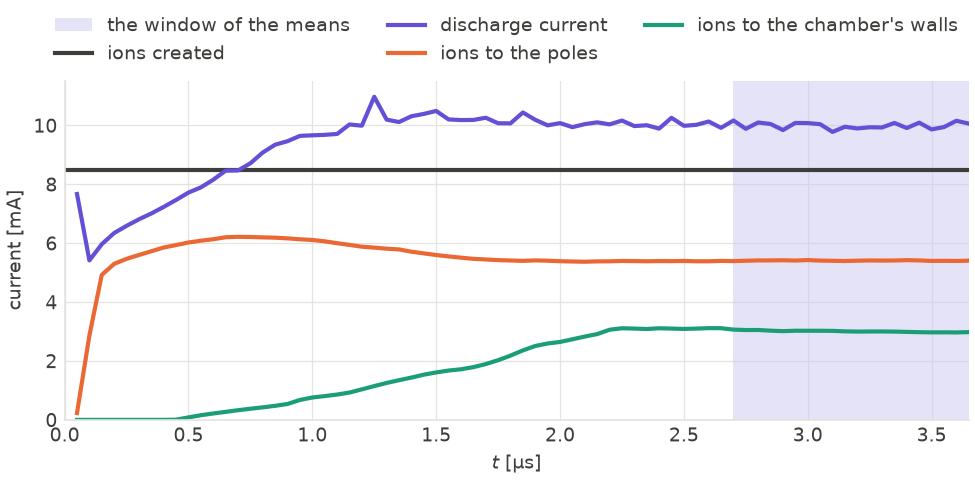 the window of the means discharge current ions to the chamber's walls
ions created ions to the poles
current [mA]
10
8
6
4
2
0
0.0 0.5 1.0 1.5 2.0 2.5 3.0 3.5
t [µs]